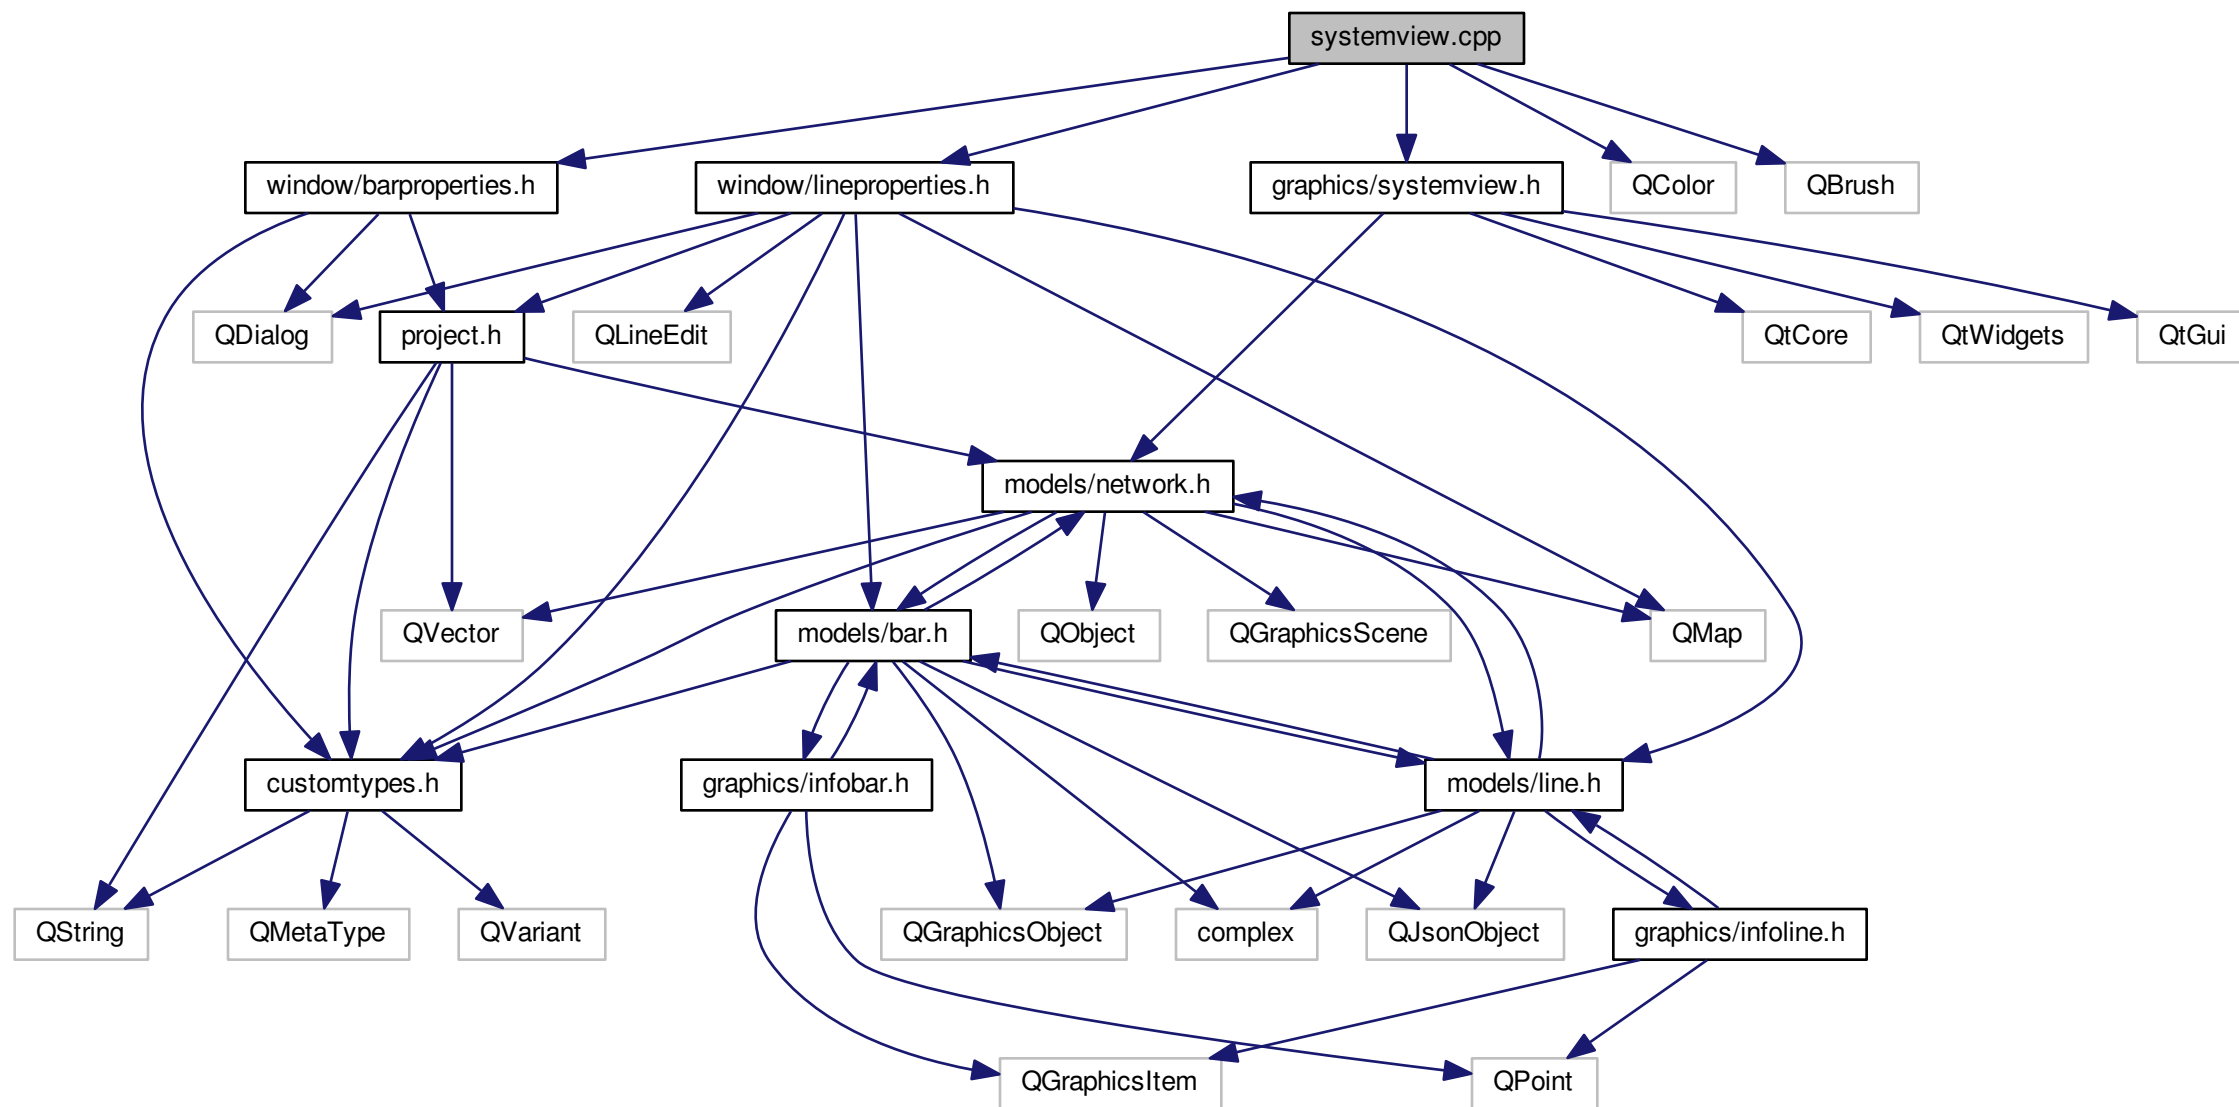 systemview.cpp
window/barproperties.h
window/lineproperties.h
graphics/systemview.h
QColor
QBrush
QDialog
project.h
QLineEdit
QtCore
QtWidgets
QtGui
models/network.h
QVector
models/bar.h
QObject
QGraphicsScene
QMap
customtypes.h
graphics/infobar.h
models/line.h
QString
QMetaType
QVariant
QGraphicsObject
complex
QJsonObject
graphics/infoline.h
QGraphicsItem
QPoint